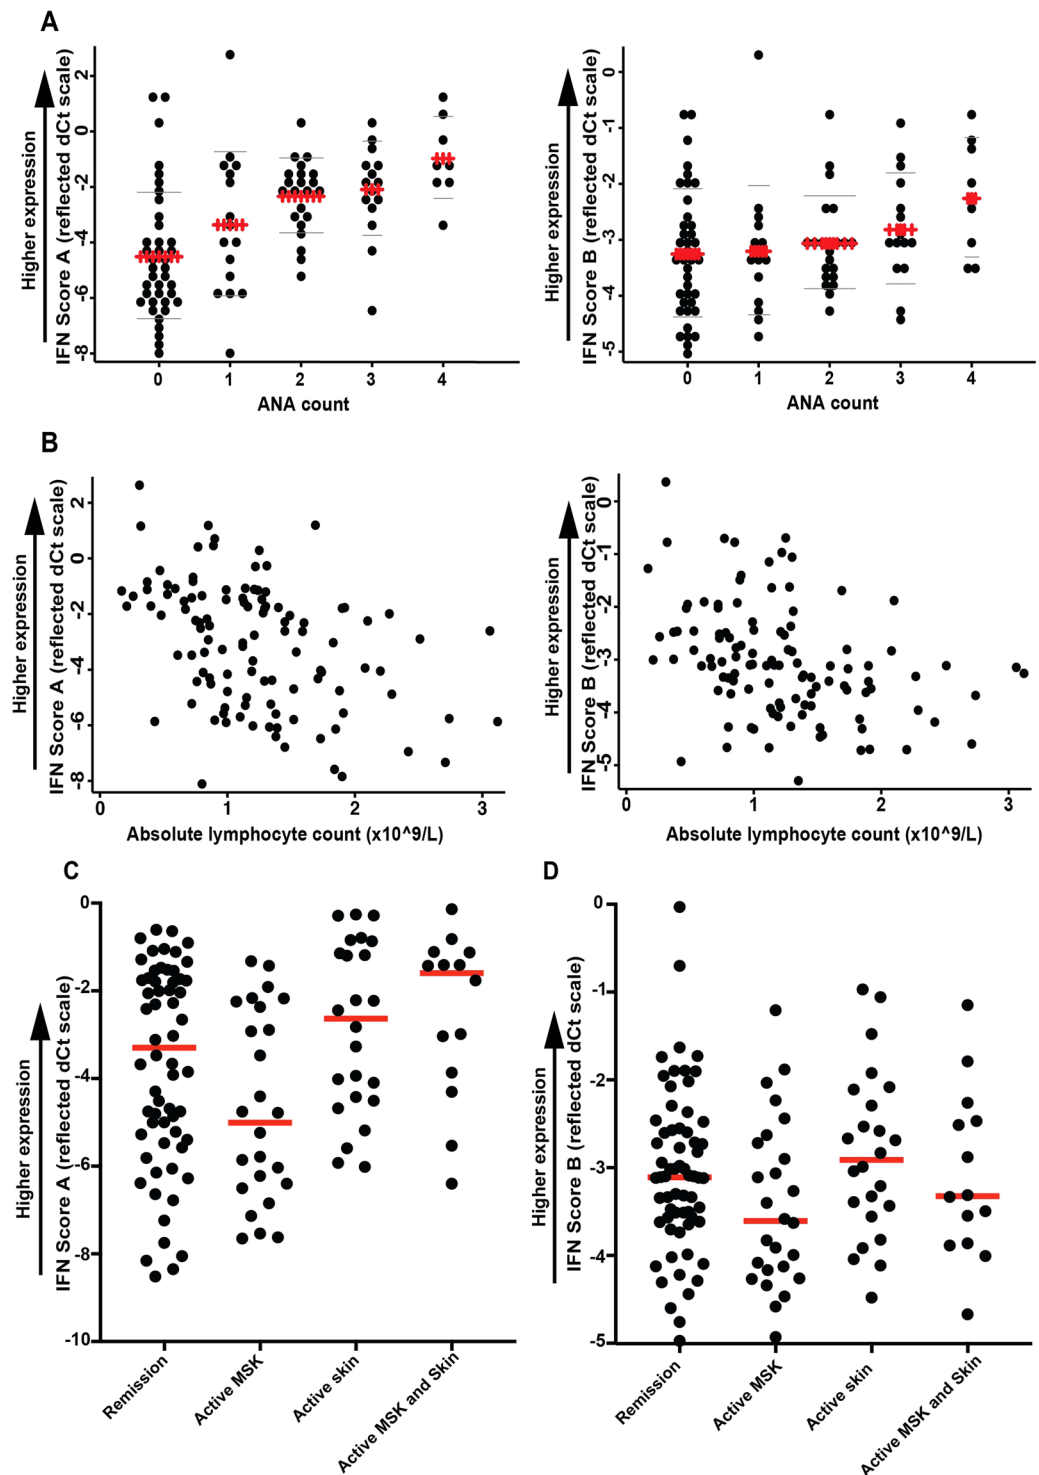 A
Higher expression
IFN Score A (reflected dCt scale)
2
0
-2
-4
-6
-8
0 1 2 3 4
ANA count
Higher expression
IFN Score B (reflected dCt scale)
0
-1
-2
-3
-4
-5
0 1 2 3 4
ANA count
B
Higher expression
IFN Score A (reflected dCt scale)
2
0
-2
-4
-6
-8
0 1 2 3
Absolute lymphocyte count (x10^9/L)
Higher expression
IFN Score B (reflected dCt scale)
0
-1
-2
-3
-4
-5
0 1 2 3
Absolute lymphocyte count (x10^9/L)
C
Higher expression
IFN Score A (reflected dCt scale)
0
-2
-4
-6
-8
-10
Remission
Active MSK
Active skin
Active MSK and Skin
D
Higher expression
IFN Score B (reflected dCt scale)
0
-1
-2
-3
-4
-5
Remission
Active MSK
Active skin
Active MSK and Skin